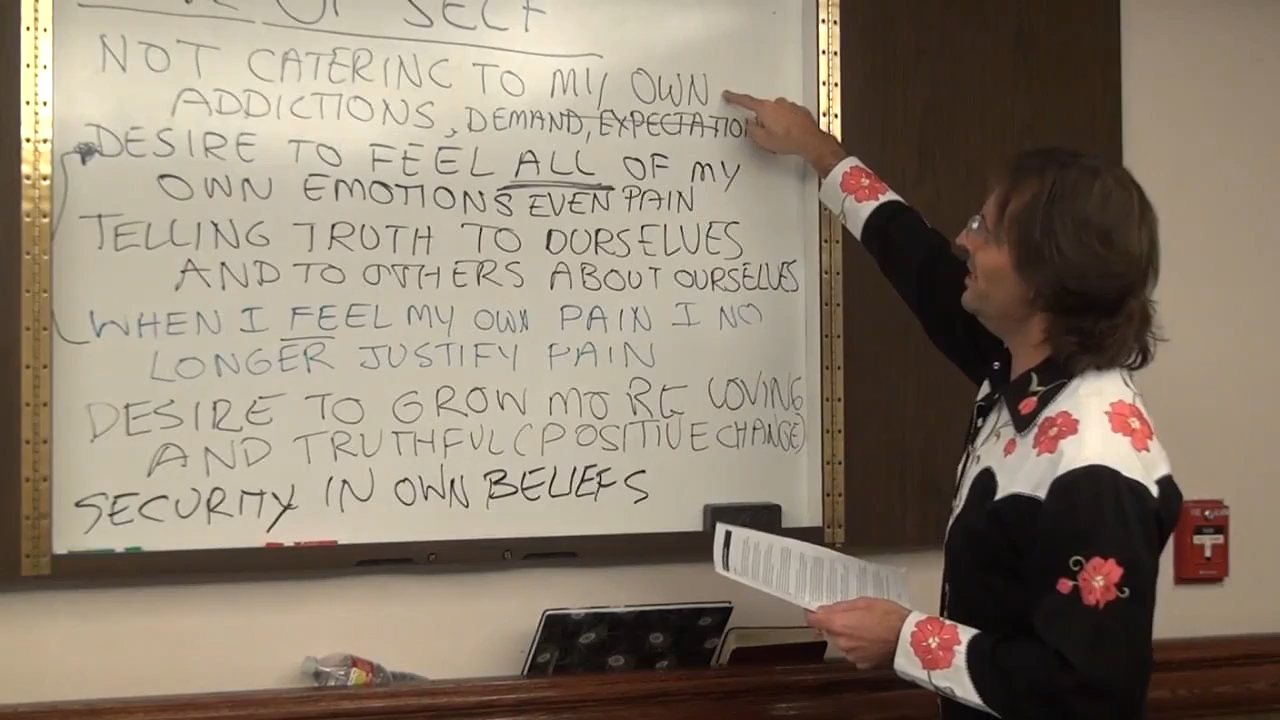 OF SELF
NOT CATERING TO MY OWN
ADDICTIONS, DEMAND, EXPECTATION
DESIRE TO FEEL ALL OF MY
OWN EMOTIONS EVEN PAIN
TELLING TRUTH TO OURSELVES
AND TO OTHERS ABOUT OURSELVES
WHEN I FEEL MY OWN PAIN I NO
LONGER JUSTIFY PAIN
DESIRE TO GROW MORE LOVING
AND TRUTHFUL (POSITIVE CHANGE)
SECURITY IN OWN BELIEFS